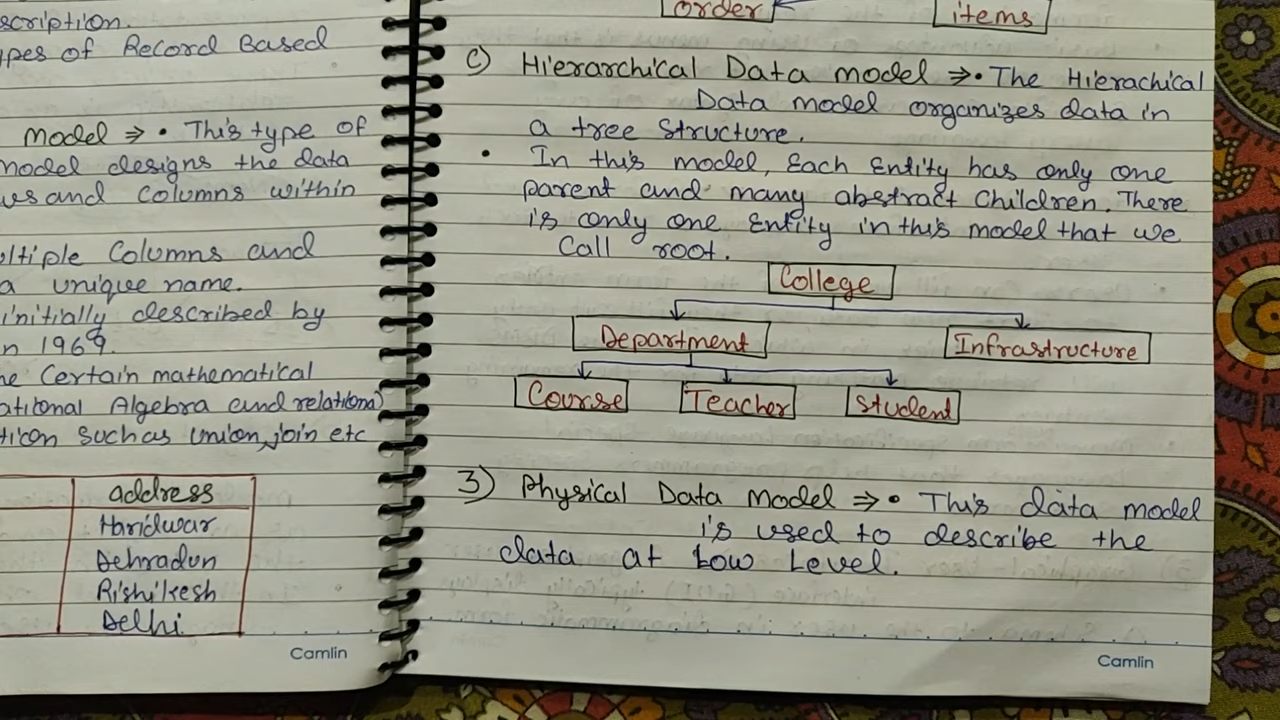 scription.
ypes of Record Based
model ⇒ • This type of
model designs the data
and columns within
ultiple Columns and
a unique name.
initially described by
n 1969.
Certain mathematical
Algebra and relational
such as union, join etc
address
Haridwar
Dehradun
Rishikesh
Delhi
Camlin
order
items
c) Hierarchical Data model ⇒ • The Hierachical
Data model organizes data in
a tree Structure.
• In this model, Each Entity has only one
parent and many abstract Children. There
is only one Entity in this model that we
Call root.
College
Department
Infrastructure
Course
Teacher
Student
3) Physical Data Model ⇒ • This data model
is used to describe the
data at Low Level.
Camlin